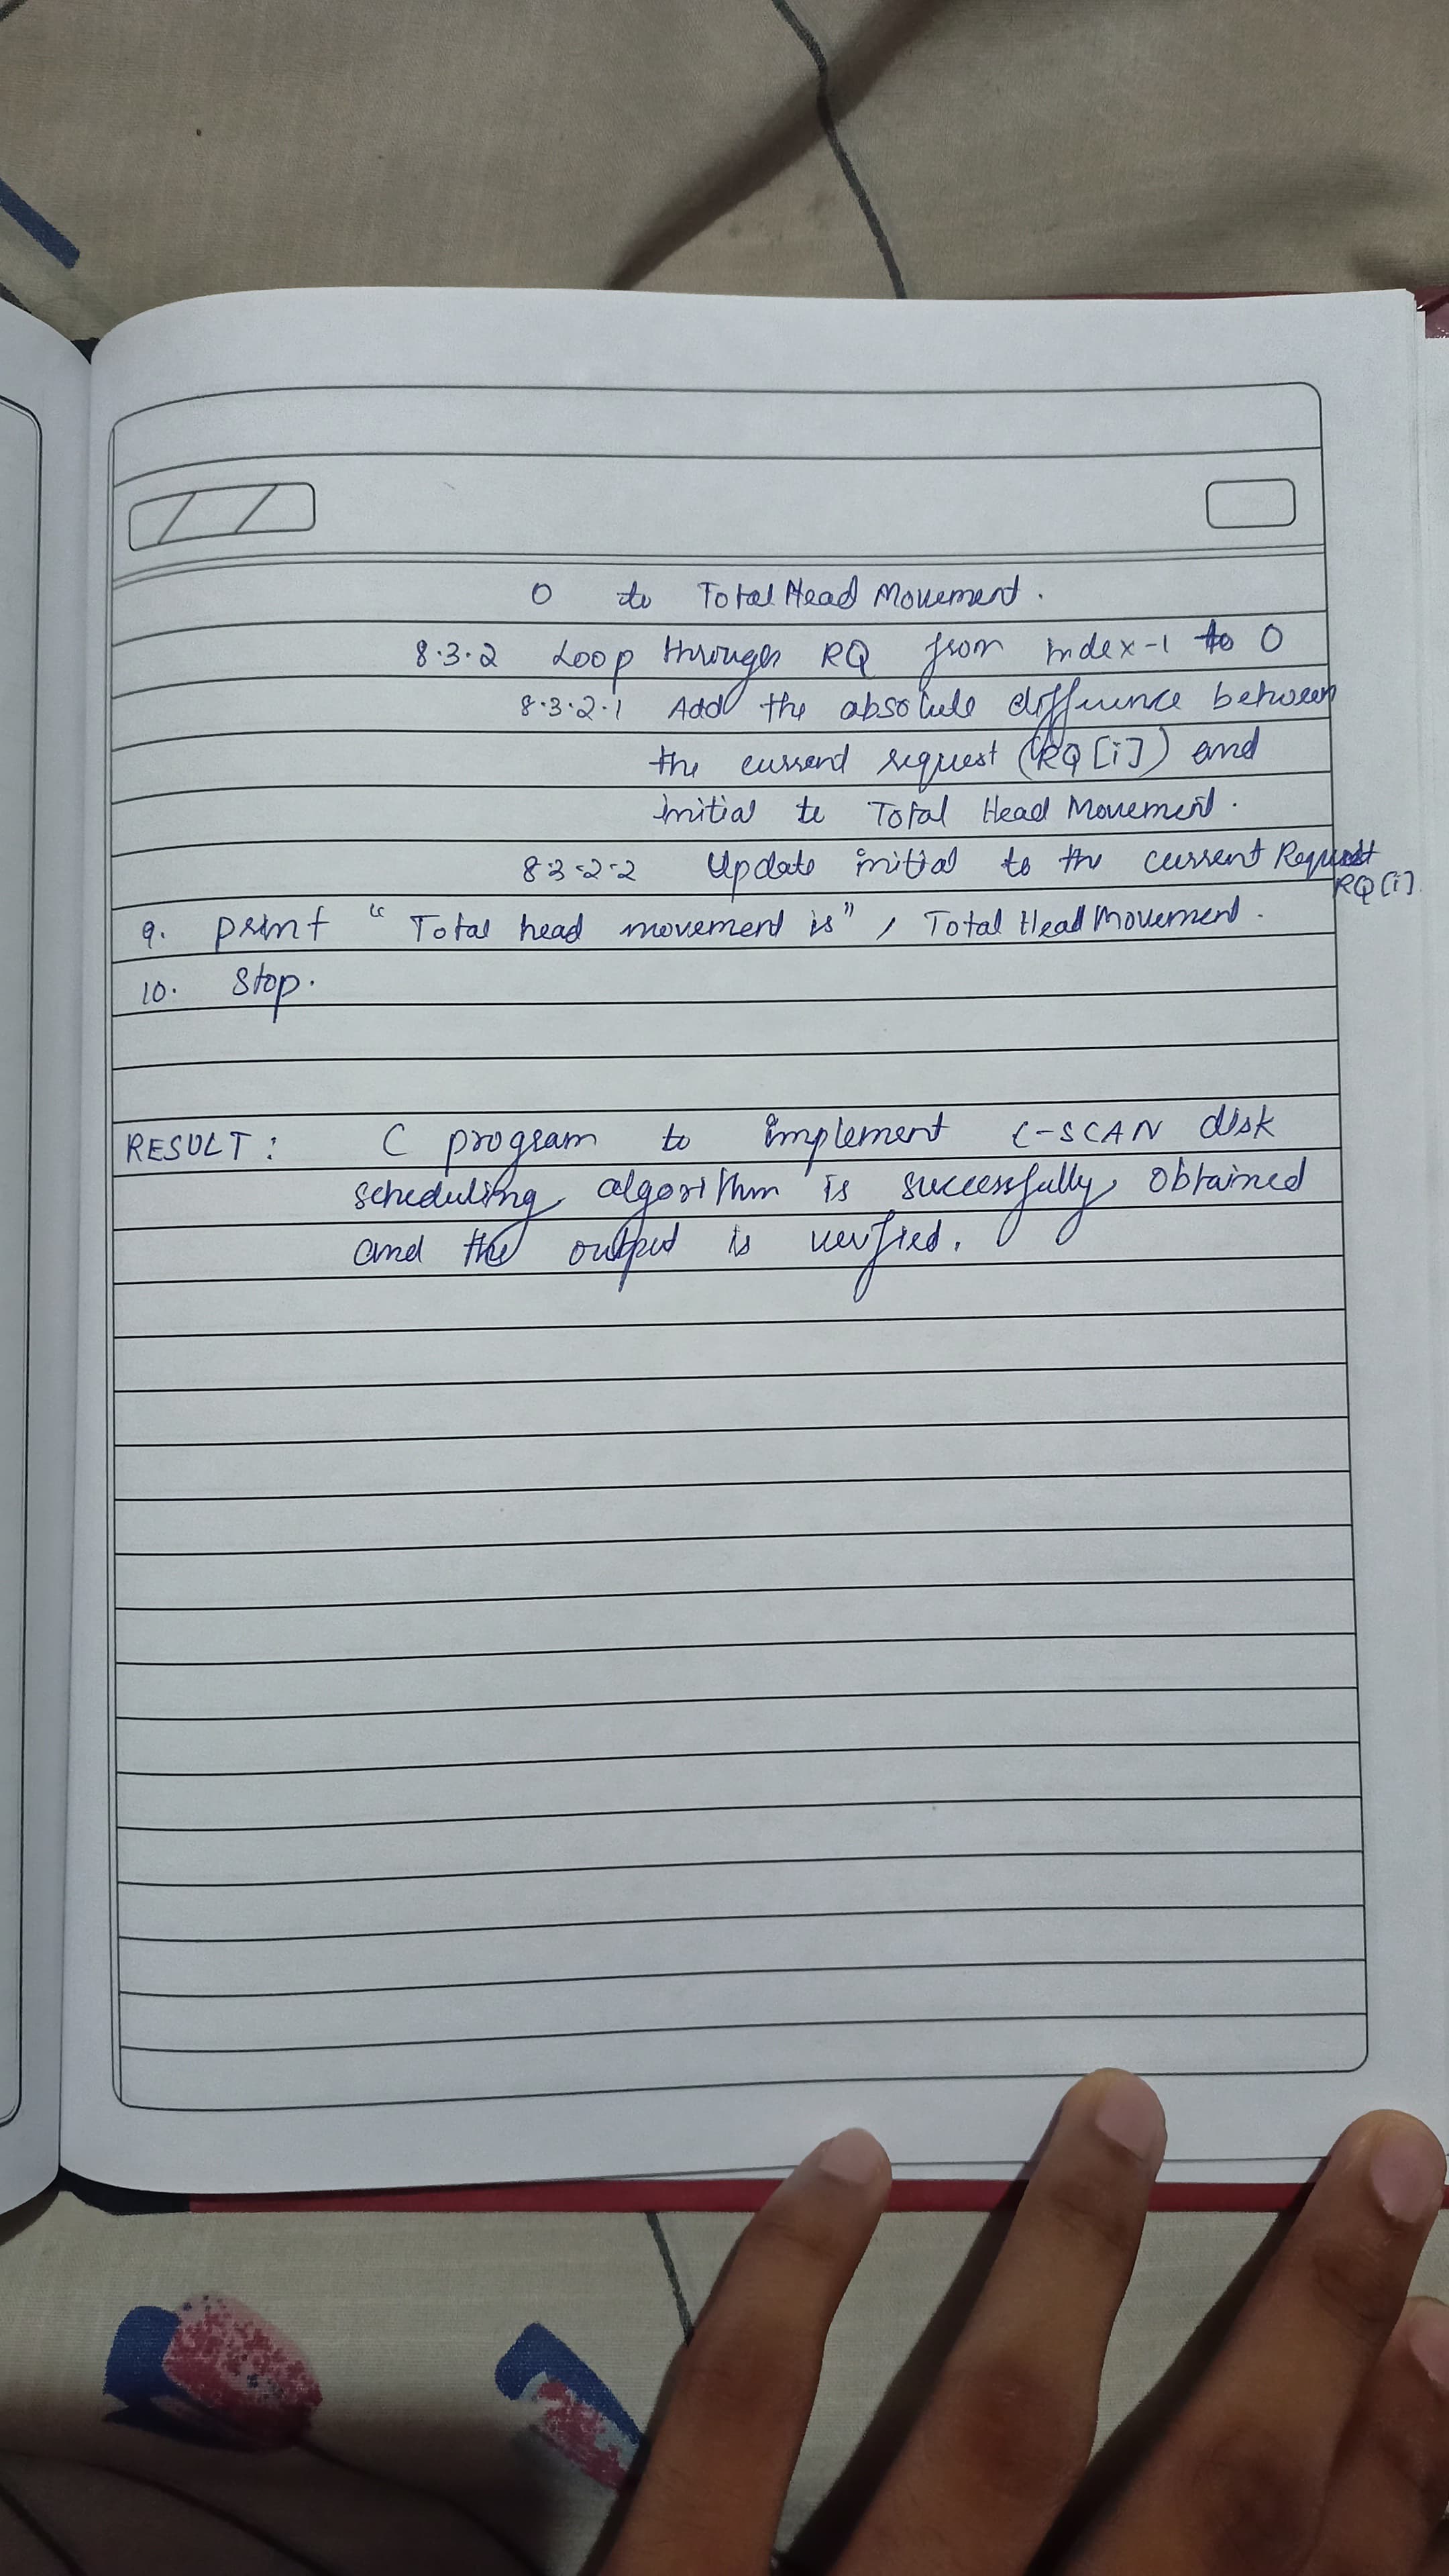 0 to Total Head Movement.
8.3.2 Loop through RQ from index-1 to 0
8.3.2.1 Add the absolute difference between
the current request (RQ[i]) and
initial to Total Head Movement.
8.3.2.2 Update initial to the current Request
RQ[i]
9. print "Total head movement is", Total Head Movement.
10. Stop.
RESULT: C program to implement C-SCAN disk
scheduling algorithm is successfully obtained
and the output is verified.